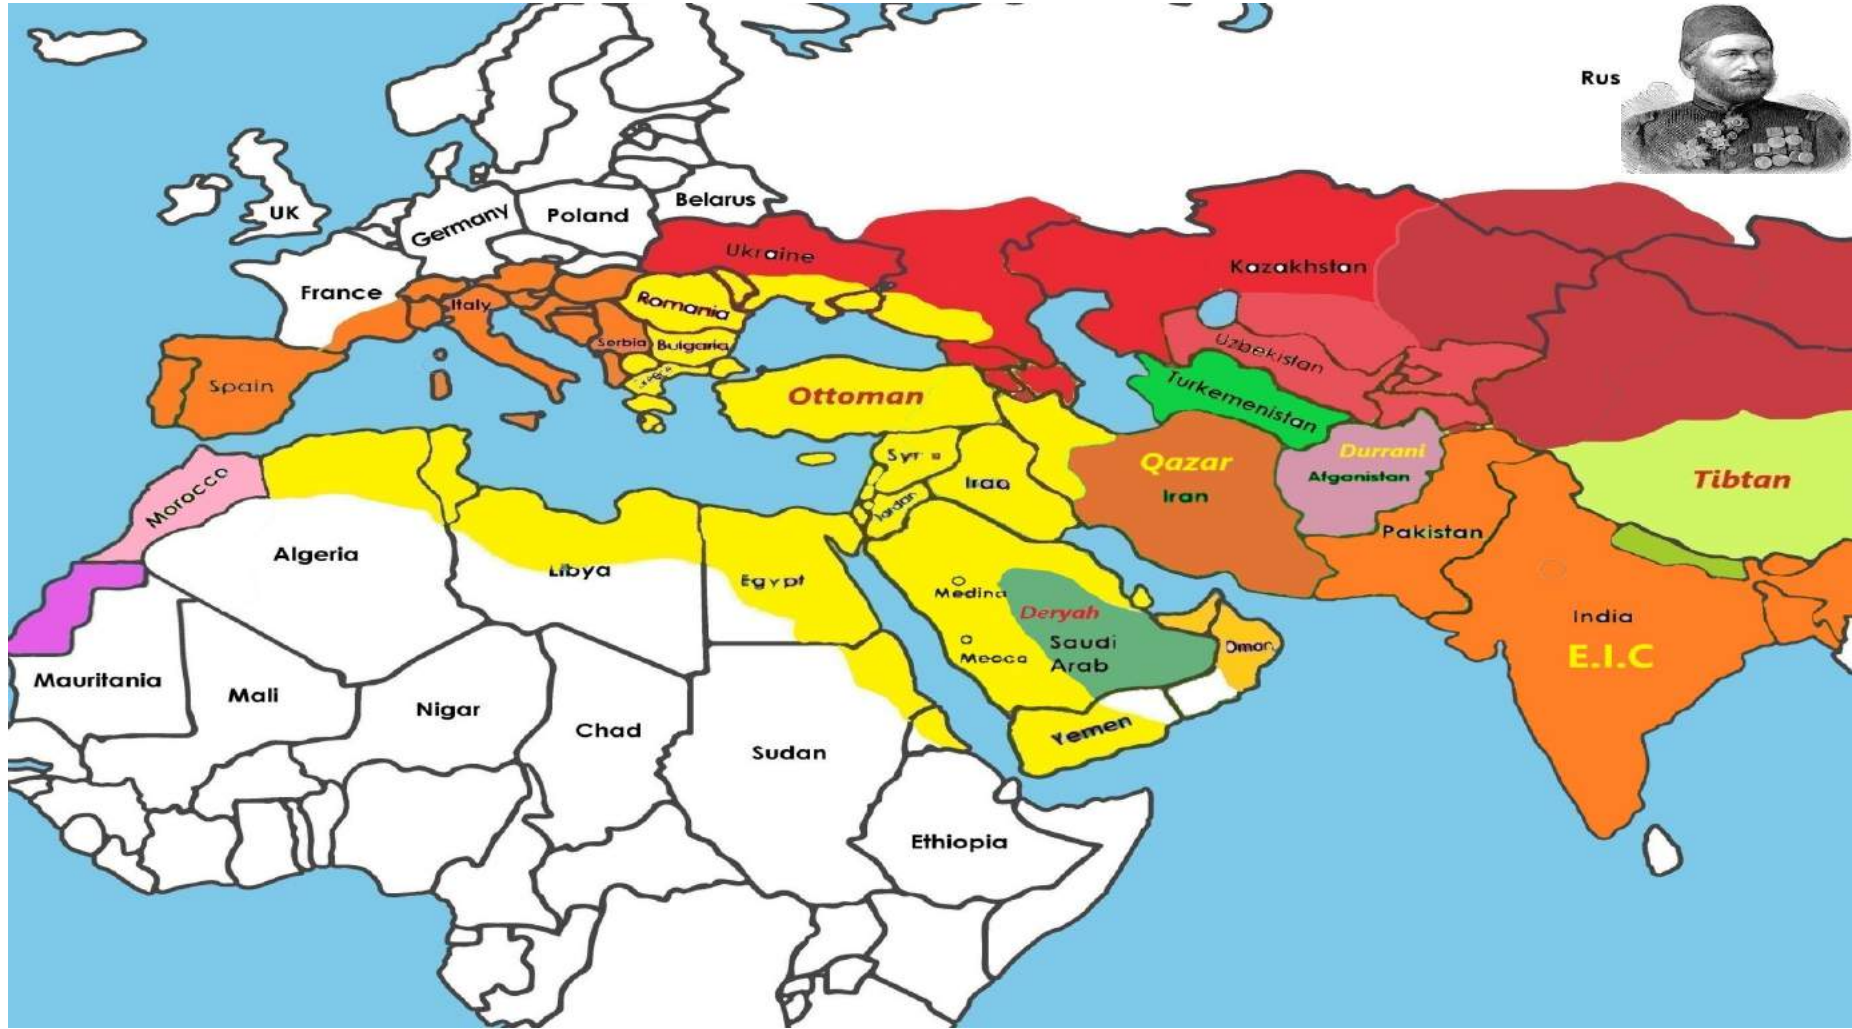 Rus
Belarus
UK
Germany
Poland
Ukraine
Kazakhstan
France
Italy
Romania
Serbia
Bulgaria
Uzbekistan
Spain
Ottoman
Turkemenistan
Durrani
Qazar
Afganistan
Tibtan
Syr
Iraq
Iran
Morocco
Jordan
Pakistan
Algeria
Libya
Egypt
Medina
Deryah
India
Saudi
Arab
Mecca
Oman
E.I.C
Mauritania
Mali
Nigar
Chad
Yemen
Sudan
Ethiopia